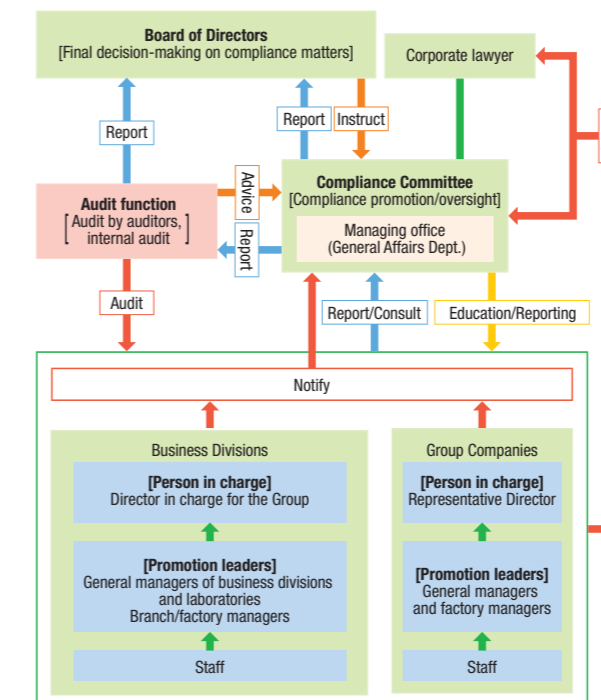 Board of Directors
[Final decision-making on compliance matters]
Corporate lawyer
Report
Report
Instruct
Audit function
[Audit by auditors,
internal audit]
Advice
Report
Compliance Committee
[Compliance promotion/oversight]
Managing office
(General Affairs Dept.)
Audit
Report/Consult
Education/Reporting
Notify
Business Divisions
[Person in charge]
Director in charge for the Group
[Promotion leaders]
General managers of business divisions
and laboratories
Branch/factory managers
Staff
Group Companies
[Person in charge]
Representative Director
[Promotion leaders]
General managers
and factory managers
Staff